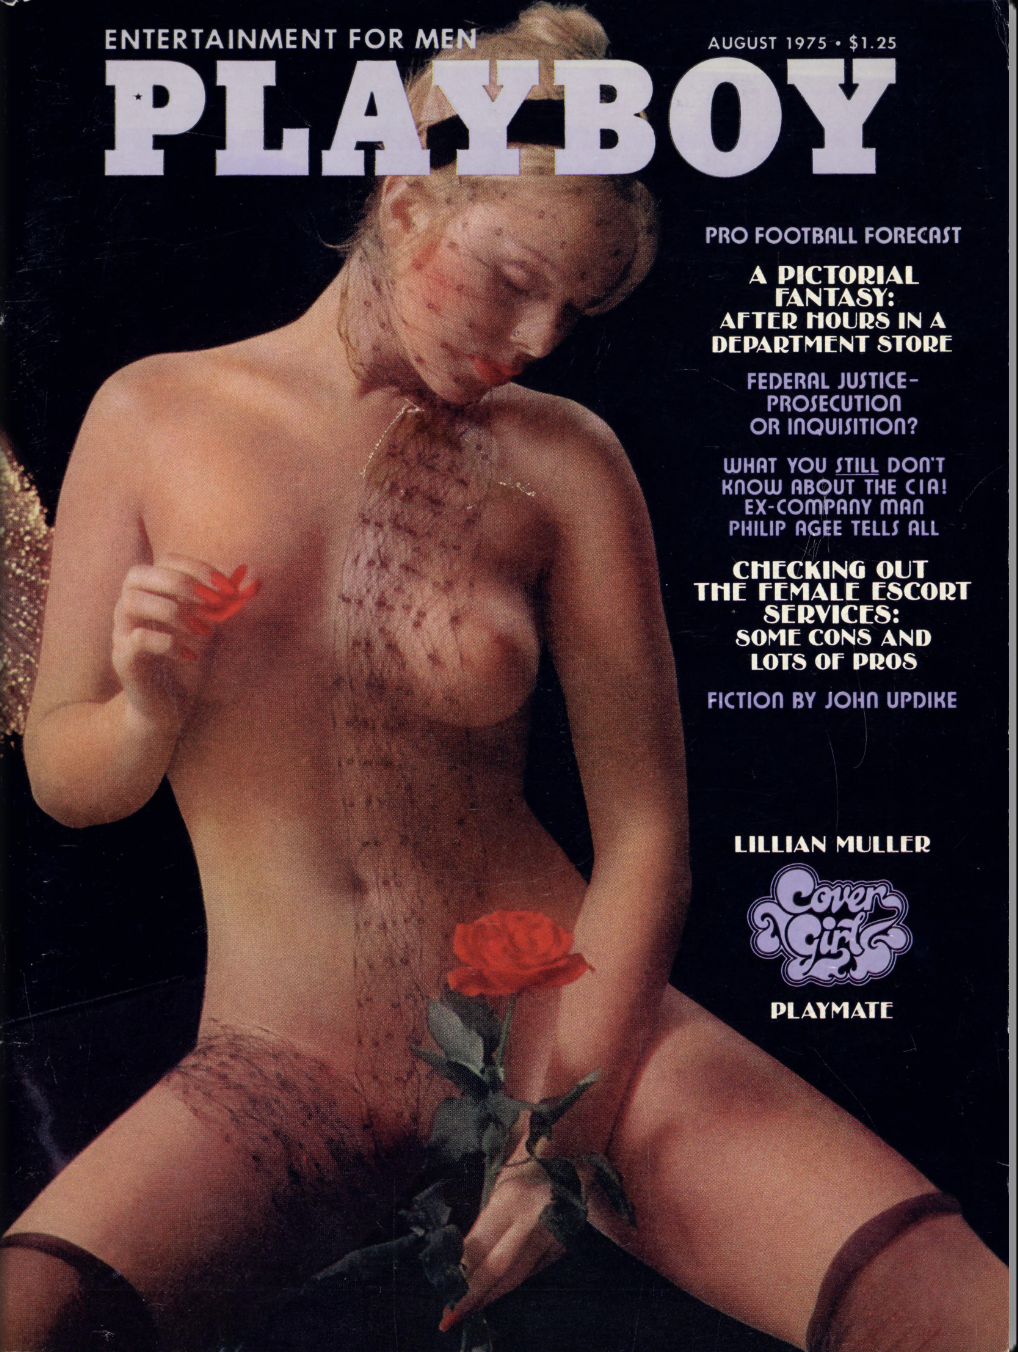 ENTERTAINMENT FOR MEN
AUGUST 1975 • $1.25
PLAYBOY
PRO FOOTBALL FORECAST
A PICTORIAL
FANTASY:
AFTER HOURS IN A
DEPARTMENT STORE
FEDERAL JUSTICE–
PROSECUTION
OR INQUISITION?
WHAT YOU STILL DON'T
KNOW ABOUT THE CIA!
EX-COMPANY MAN
PHILIP AGEE TELLS ALL
CHECKING OUT
THE FEMALE ESCORT
SERVICES:
SOME CONS AND
LOTS OF PROS
FICTION BY JOHN UPDIKE
LILLIAN MULLER
Cover
Girl
PLAYMATE